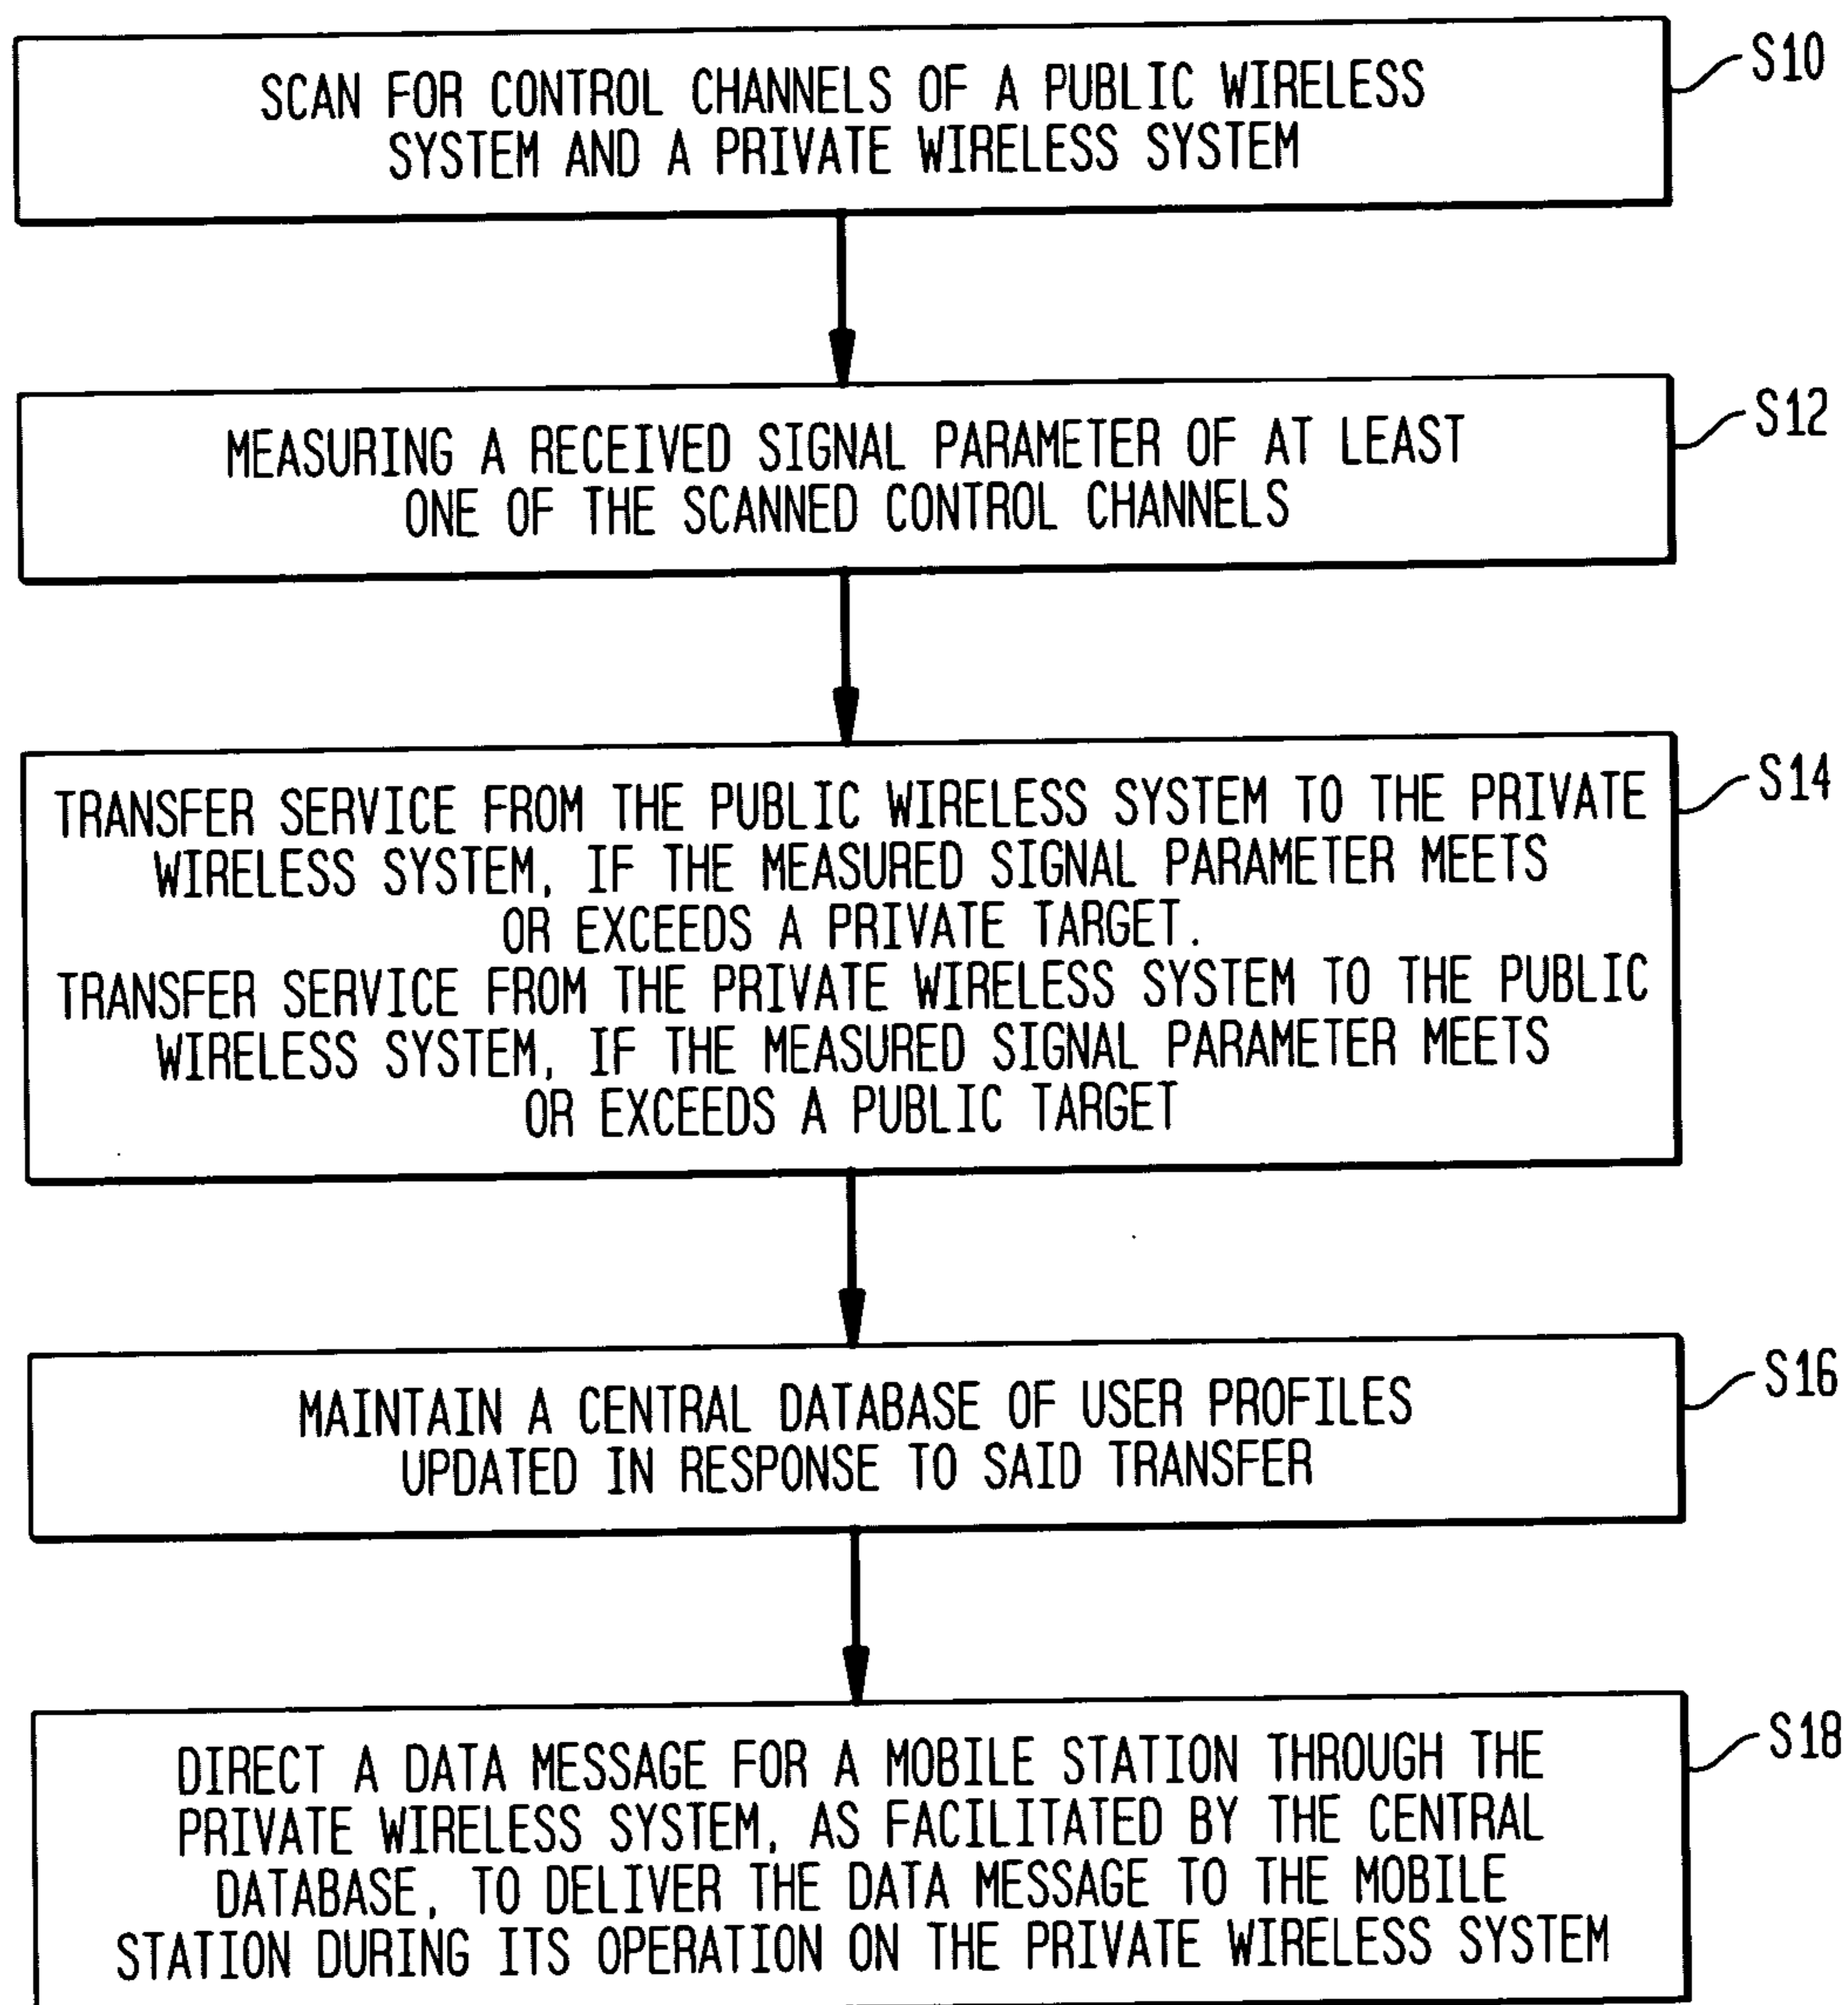 SCAN FOR CONTROL CHANNELS OF A PUBLIC WIRELESS
SYSTEM AND A PRIVATE WIRELESS SYSTEM
S10
MEASURING A RECEIVED SIGNAL PARAMETER OF AT LEAST
ONE OF THE SCANNED CONTROL CHANNELS
S12
TRANSFER SERVICE FROM THE PUBLIC WIRELESS SYSTEM TO THE PRIVATE
WIRELESS SYSTEM, IF THE MEASURED SIGNAL PARAMETER MEETS
OR EXCEEDS A PRIVATE TARGET.
TRANSFER SERVICE FROM THE PRIVATE WIRELESS SYSTEM TO THE PUBLIC
WIRELESS SYSTEM, IF THE MEASURED SIGNAL PARAMETER MEETS
OR EXCEEDS A PUBLIC TARGET
S14
MAINTAIN A CENTRAL DATABASE OF USER PROFILES
UPDATED IN RESPONSE TO SAID TRANSFER
S16
DIRECT A DATA MESSAGE FOR A MOBILE STATION THROUGH THE
PRIVATE WIRELESS SYSTEM, AS FACILITATED BY THE CENTRAL
DATABASE, TO DELIVER THE DATA MESSAGE TO THE MOBILE
STATION DURING ITS OPERATION ON THE PRIVATE WIRELESS SYSTEM
S18